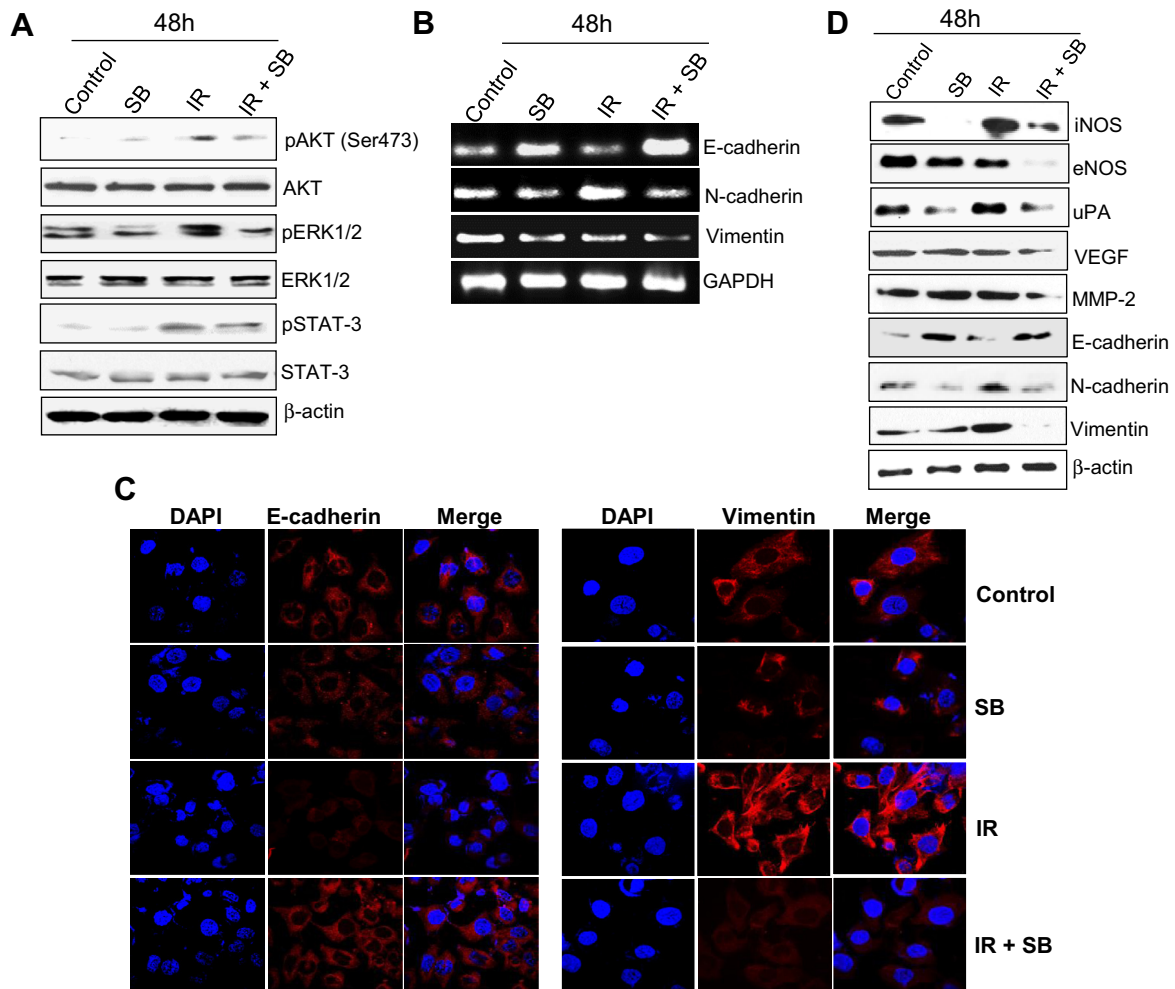 A
48h
Control SB IR IR + SB
pAKT (Ser473)
AKT
pERK1/2
ERK1/2
pSTAT-3
STAT-3
β-actin
B
48h
Control SB IR IR + SB
E-cadherin
N-cadherin
Vimentin
GAPDH
D
48h
Control SB IR IR + SB
iNOS
eNOS
uPA
VEGF
MMP-2
E-cadherin
N-cadherin
Vimentin
β-actin
C
DAPI E-cadherin Merge DAPI Vimentin Merge
Control
SB
IR
IR + SB